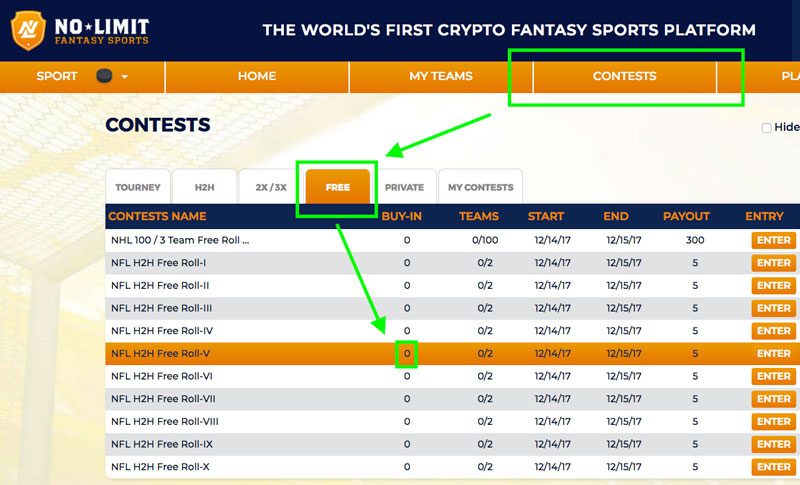 NO★LIMIT
FANTASY SPORTS
THE WORLD'S FIRST CRYPTO FANTASY SPORTS PLATFORM
SPORT HOME MY TEAMS CONTESTS PL
CONTESTS
Hide
TOURNEY H2H 2X / 3X FREE PRIVATE MY CONTESTS
CONTESTS NAME BUY-IN TEAMS START END PAYOUT ENTRY
NHL 100 / 3 Team Free Roll ... 0 0/100 12/14/17 12/15/17 300 ENTER
NFL H2H Free Roll-I 0 0/2 12/14/17 12/15/17 5 ENTER
NFL H2H Free Roll-II 0 0/2 12/14/17 12/15/17 5 ENTER
NFL H2H Free Roll-III 0 0/2 12/14/17 12/15/17 5 ENTER
NFL H2H Free Roll-IV 0 0/2 12/14/17 12/15/17 5 ENTER
NFL H2H Free Roll-V 0 0/2 12/14/17 12/15/17 5 ENTER
NFL H2H Free Roll-VI 0 0/2 12/14/17 12/15/17 5 ENTER
NFL H2H Free Roll-VII 0 0/2 12/14/17 12/15/17 5 ENTER
NFL H2H Free Roll-VIII 0 0/2 12/14/17 12/15/17 5 ENTER
NFL H2H Free Roll-IX 0 0/2 12/14/17 12/15/17 5 ENTER
NFL H2H Free Roll-X 0 0/2 12/14/17 12/15/17 5 ENTER